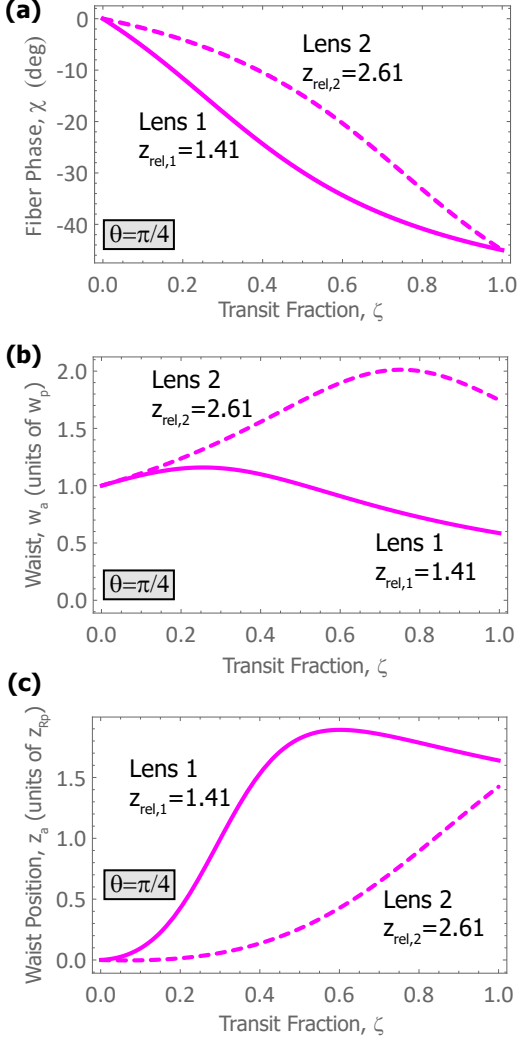 (a)
0
-10
-20
-30
-40
Fiber Phase, χ (deg)
Lens 2
z_rel,2=2.61
Lens 1
z_rel,1=1.41
θ=π/4
0.0 0.2 0.4 0.6 0.8 1.0
Transit Fraction, ζ
(b)
2.0
1.5
1.0
0.5
0.0
Waist, w_a (units of w_p)
Lens 2
z_rel,2=2.61
Lens 1
z_rel,1=1.41
θ=π/4
0.0 0.2 0.4 0.6 0.8 1.0
Transit Fraction, ζ
(c)
1.5
1.0
0.5
0.0
Waist Position, z_a (units of z_Rp)
Lens 1
z_rel,1=1.41
θ=π/4
Lens 2
z_rel,2=2.61
0.0 0.2 0.4 0.6 0.8 1.0
Transit Fraction, ζ